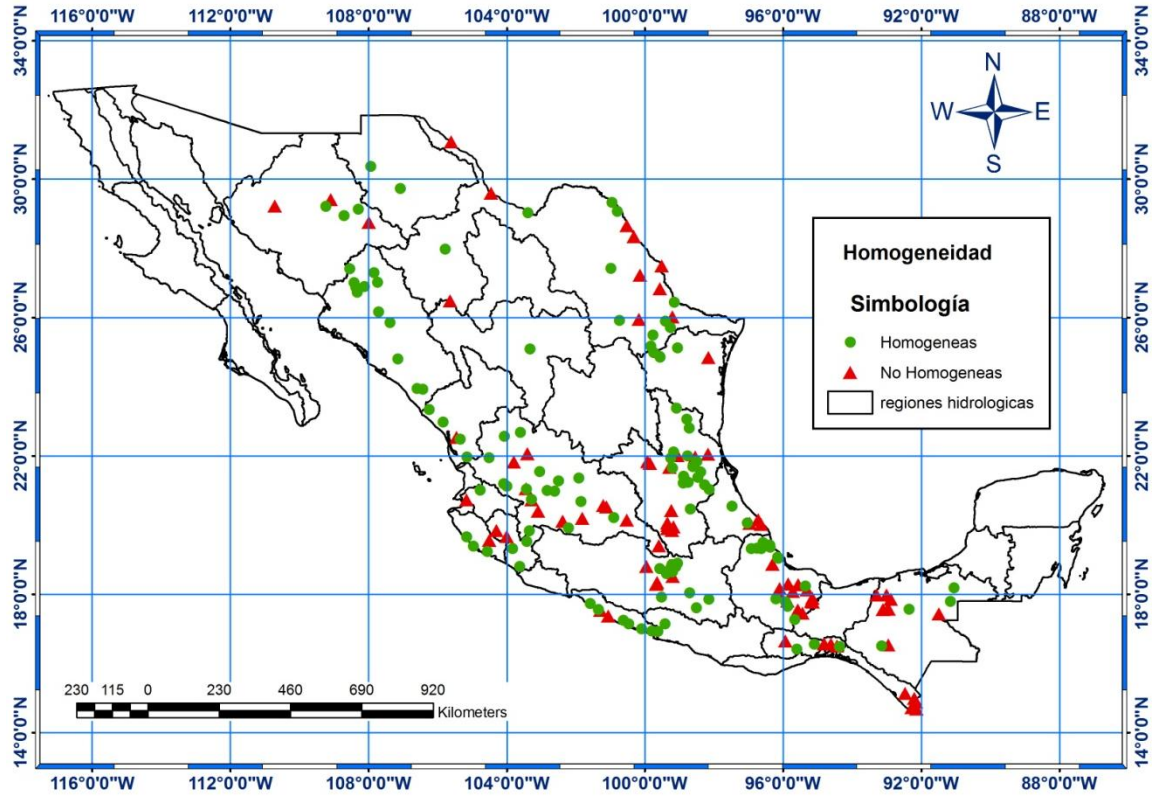 116°0'0"W 112°0'0"W 108°0'0"W 104°0'0"W 100°0'0"W 96°0'0"W 92°0'0"W 88°0'0"W
34°0'0"N
34°0'0"N
N
W
E
S
30°0'0"N
30°0'0"N
Homogeneidad
Simbología
Homogeneas
No Homogeneas
regiones hidrologicas
26°0'0"N
26°0'0"N
22°0'0"N
22°0'0"N
18°0'0"N
18°0'0"N
230 115 0 230 460 690 920
Kilometers
14°0'0"N
14°0'0"N
116°0'0"W 112°0'0"W 108°0'0"W 104°0'0"W 100°0'0"W 96°0'0"W 92°0'0"W 88°0'0"W